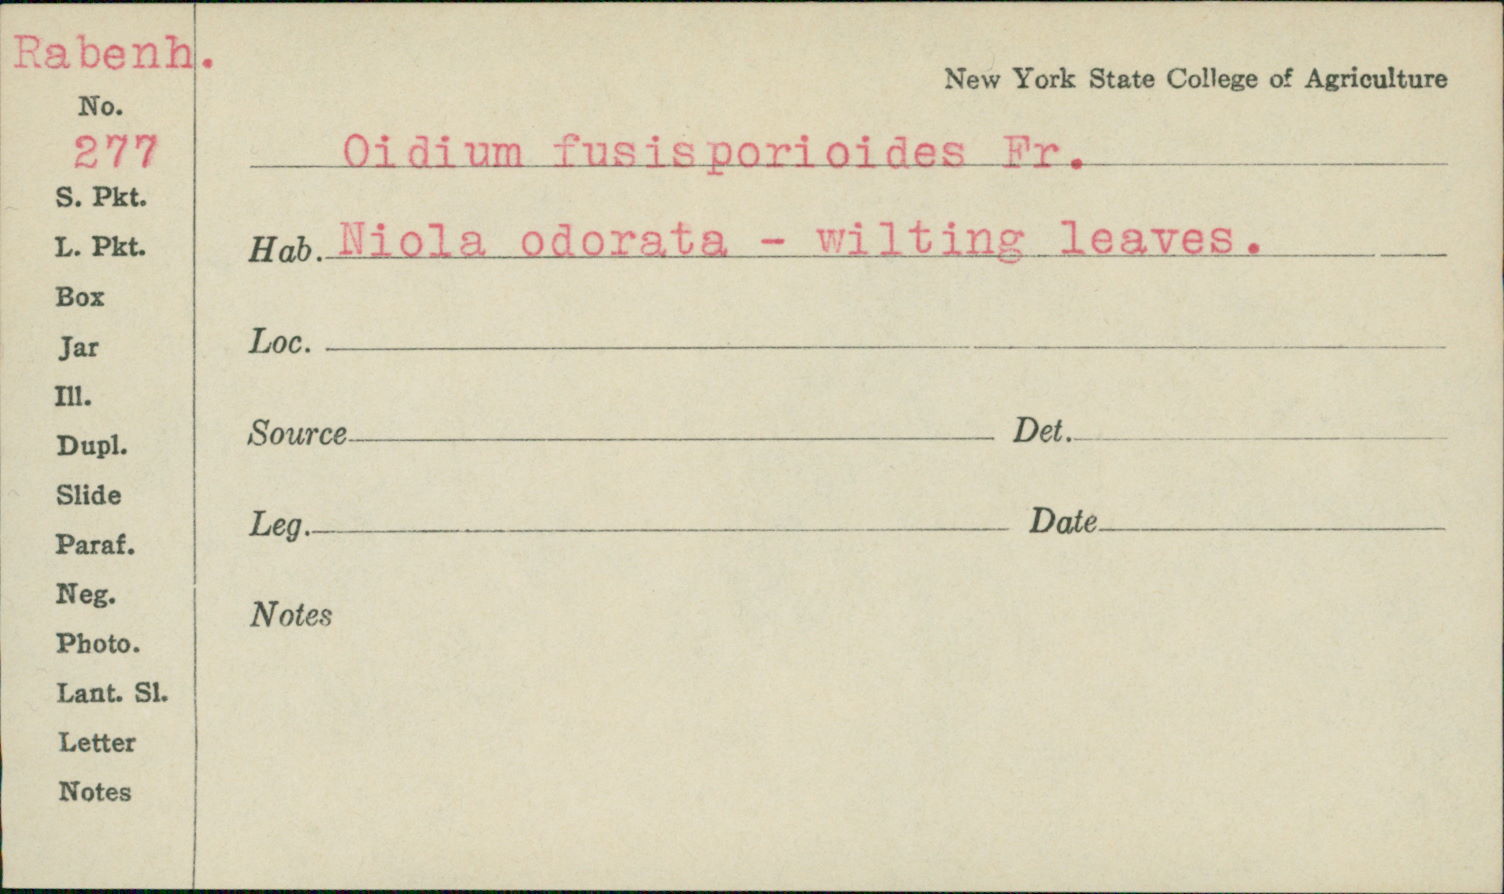 Rabenh.
New York State College of Agriculture
No.
277
Oidium fusisporioides Fr.
S. Pkt.
L. Pkt.
Hab. Niola odorata - wilting leaves.
Box
Jar
Loc.
Ill.
Dupl.
Source Det.
Slide
Paraf.
Leg. Date
Neg.
Notes
Photo.
Lant. Sl.
Letter
Notes